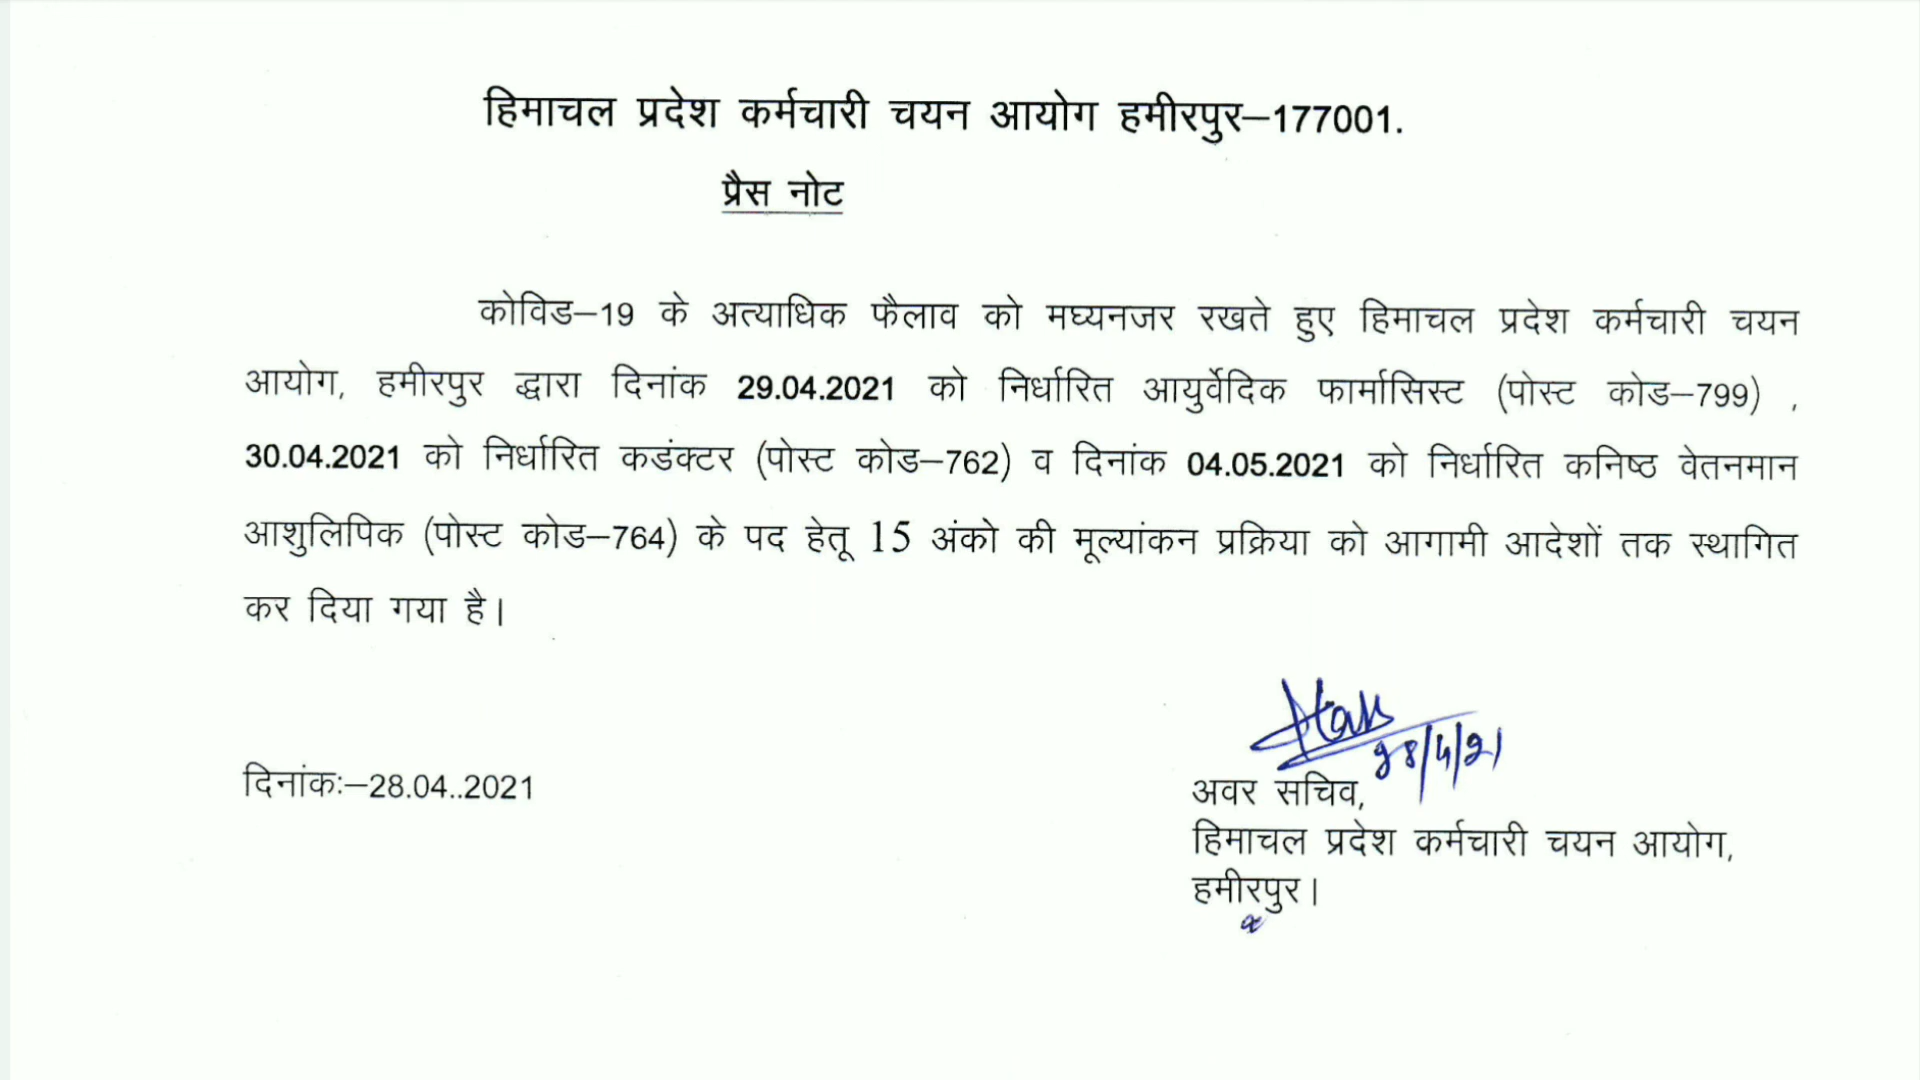 हिमाचल प्रदेश कर्मचारी चयन आयोग हमीरपुर–177001.
प्रैस नोट
कोविड–19 के अत्याधिक फैलाव को मघ्यनजर रखते हुए हिमाचल प्रदेश कर्मचारी चयन
आयोग, हमीरपुर द्धारा दिनांक 29.04.2021 को निर्धारित आयुर्वेदिक फार्मासिस्ट (पोस्ट कोड–799) ,
30.04.2021 को निर्धारित कडंक्टर (पोस्ट कोड–762) व दिनांक 04.05.2021 को निर्धारित कनिष्ठ वेतनमान
आशुलिपिक (पोस्ट कोड–764) के पद हेतू 15 अंको की मूल्यांकन प्रक्रिया को आगामी आदेशों तक स्थागित
कर दिया गया है।
28/4/21
दिनांकः–28.04..2021
अवर सचिव,
हिमाचल प्रदेश कर्मचारी चयन आयोग,
हमीरपुर।